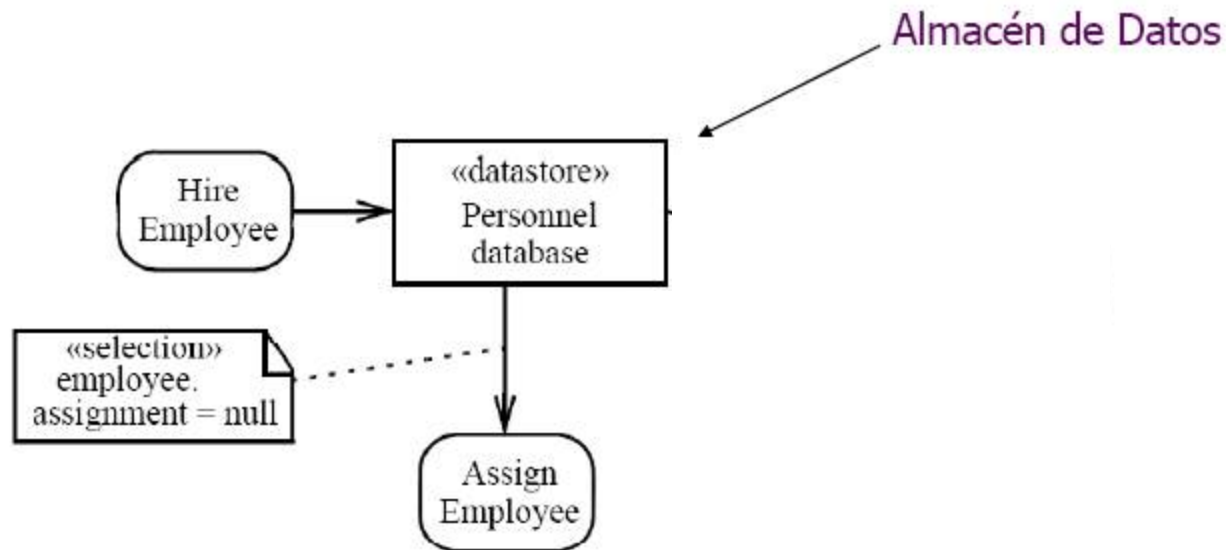 Almacén de Datos
Hire
Employee
«datastore»
Personnel
database
«selection»
employee.
assignment = null
Assign
Employee